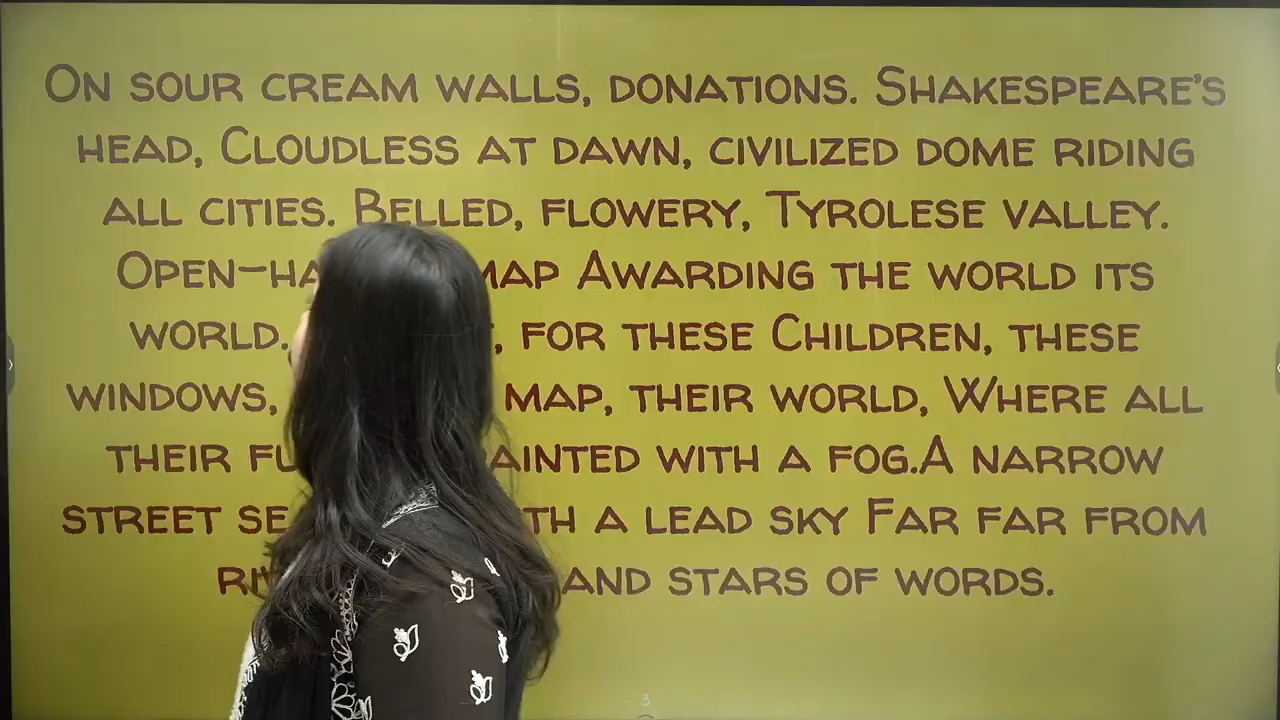 On sour cream walls, donations. Shakespeare's
head, Cloudless at dawn, civilized dome riding
all cities. Belled, flowery, Tyrolese valley.
Open-ha map Awarding the world its
world. , for these Children, these
windows, map, their world, Where all
their fu ainted with a fog.A narrow
street se th a lead sky Far far from
ri and stars of words.
3